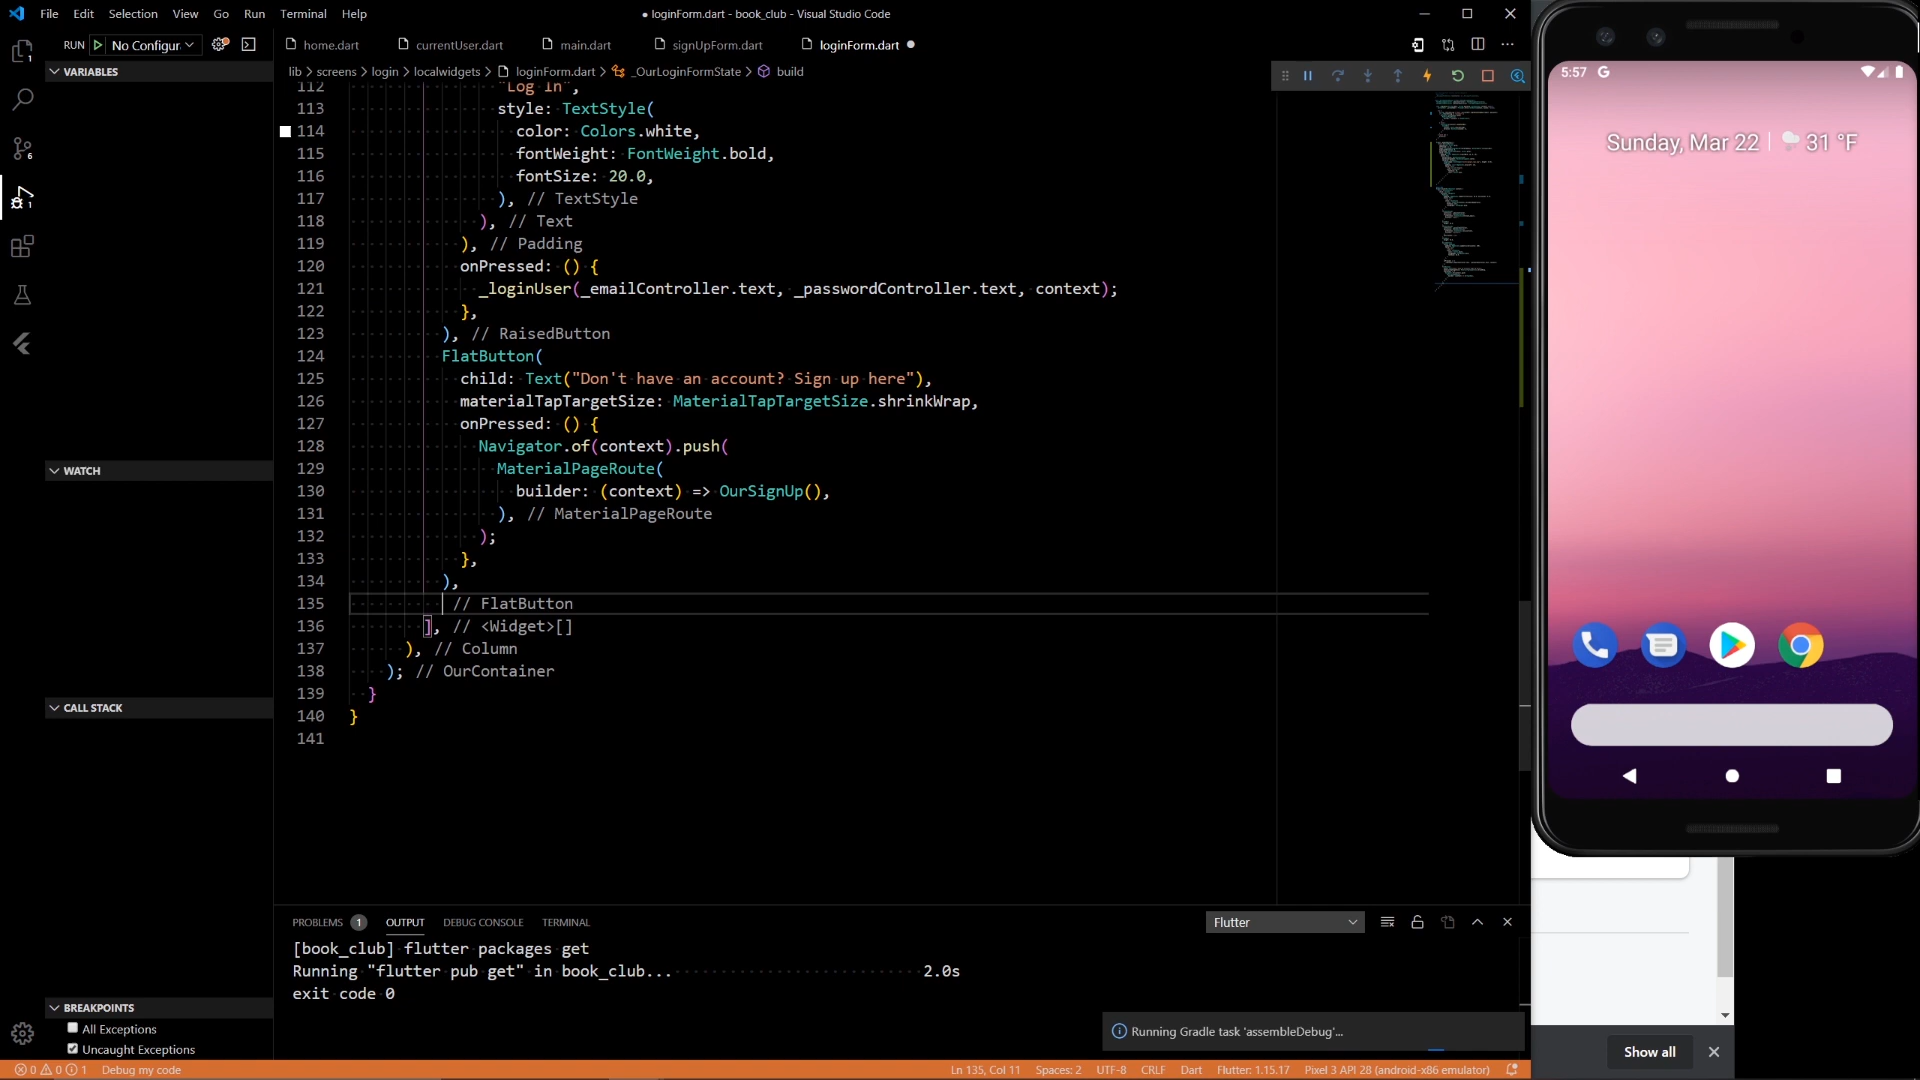 File Edit Selection View Go Run Terminal Help
● loginForm.dart - book_club - Visual Studio Code
RUN No Configur
home.dart currentUser.dart main.dart signUpForm.dart loginForm.dart
VARIABLES
lib > screens > login > localwidgets > loginForm.dart > _OurLoginFormState > build
112 "Log In",
113 style: TextStyle(
114 color: Colors.white,
115 fontWeight: FontWeight.bold,
116 fontSize: 20.0,
117 ), // TextStyle
118 ), // Text
119 ), // Padding
120 onPressed: () {
121 _loginUser(_emailController.text, _passwordController.text, context);
122 },
123 ), // RaisedButton
124 FlatButton(
125 child: Text("Don't have an account? Sign up here"),
126 materialTapTargetSize: MaterialTapTargetSize.shrinkWrap,
127 onPressed: () {
128 Navigator.of(context).push(
129 MaterialPageRoute(
130 builder: (context) => OurSignUp(),
131 ), // MaterialPageRoute
132 );
133 },
134 ),
135 // FlatButton
136 ], // <Widget>[]
137 ), // Column
138 ); // OurContainer
139 }
140 }
141
WATCH
CALL STACK
BREAKPOINTS
All Exceptions
Uncaught Exceptions
PROBLEMS 1 OUTPUT DEBUG CONSOLE TERMINAL
Flutter
[book_club] flutter packages get
Running "flutter pub get" in book_club... 2.0s
exit code 0
Running Gradle task 'assembleDebug'...
0 0 1 Debug my code
Ln 135, Col 11 Spaces: 2 UTF-8 CRLF Dart Flutter: 1.15.17 Pixel 3 API 28 (android-x86 emulator)
5:57 G
Sunday, Mar 22 | 31 °F
Show all